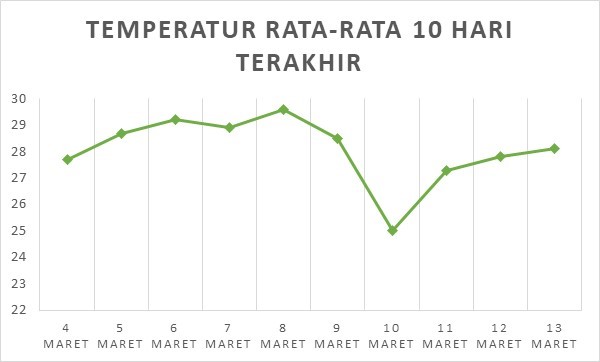 TEMPERATUR RATA-RATA 10 HARI
TERAKHIR
30
29
28
27
26
25
24
23
22
4 MARET
5 MARET
6 MARET
7 MARET
8 MARET
9 MARET
10 MARET
11 MARET
12 MARET
13 MARET